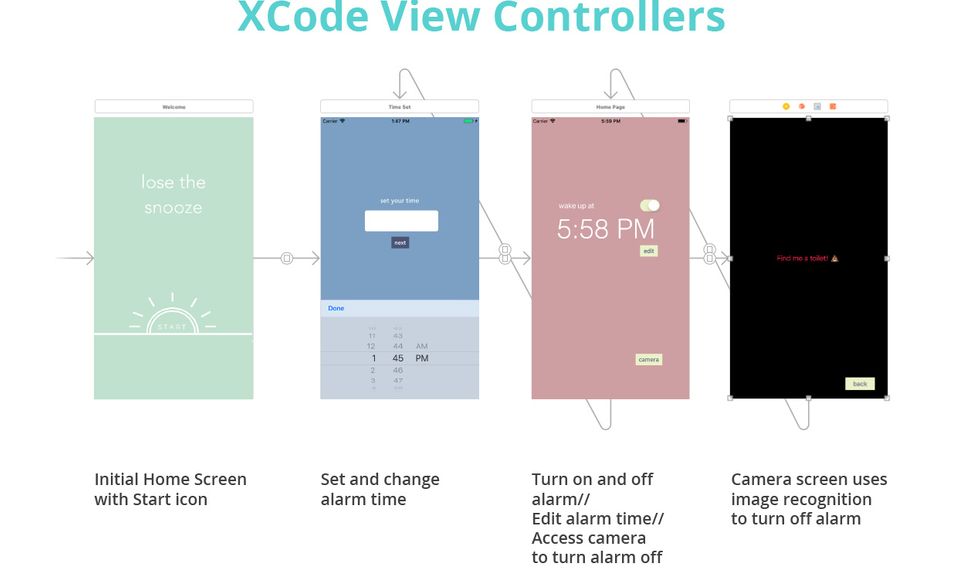 XCode View Controllers
Welcome
lose the
snooze
START
Time Set
Carrier 1:47 PM
set your time
next
Done
11 43
12 44 AM
1 45 PM
2 46
3 47
Home Page
Carrier 5:59 PM
wake up at
5:58 PM
edit
camera
Find me a toilet! 💩
back
Initial Home Screen
with Start icon
Set and change
alarm time
Turn on and off
alarm//
Edit alarm time//
Access camera
to turn alarm off
Camera screen uses
image recognition
to turn off alarm